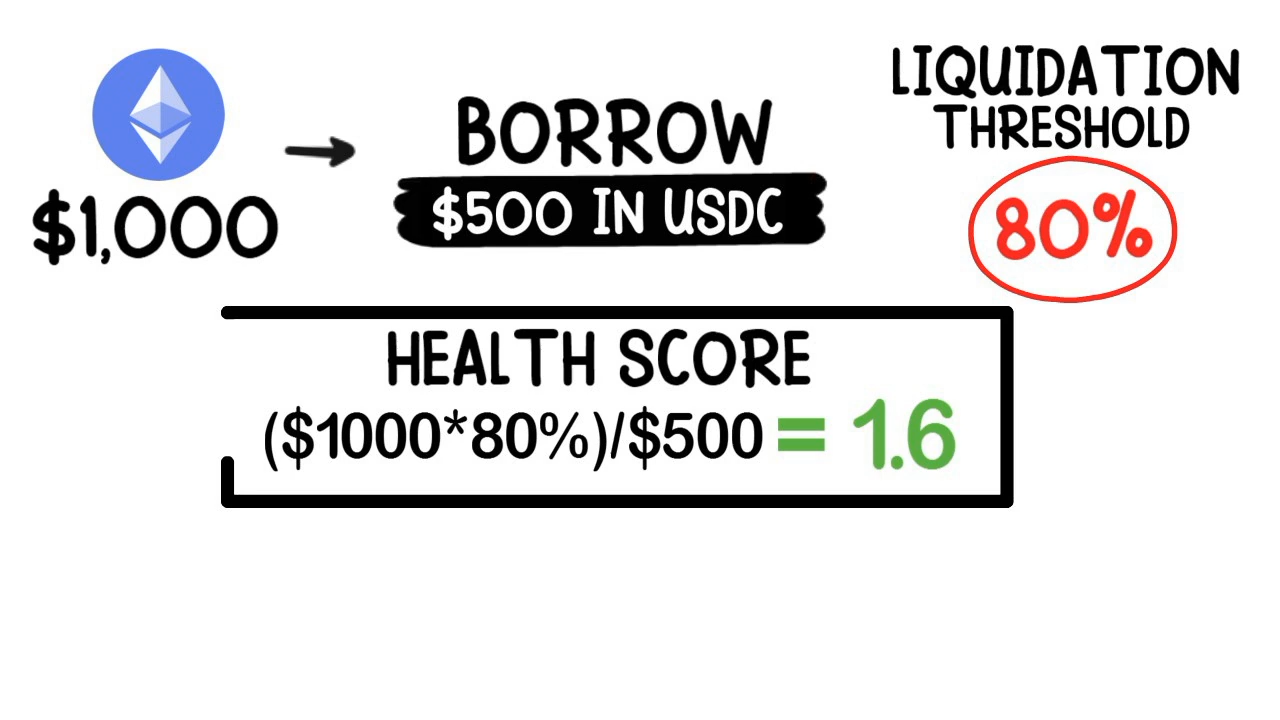 $1,000
BORROW
$500 IN USDC
LIQUIDATION
THRESHOLD
80%
HEALTH SCORE
($1000*80%)/$500 = 1.6